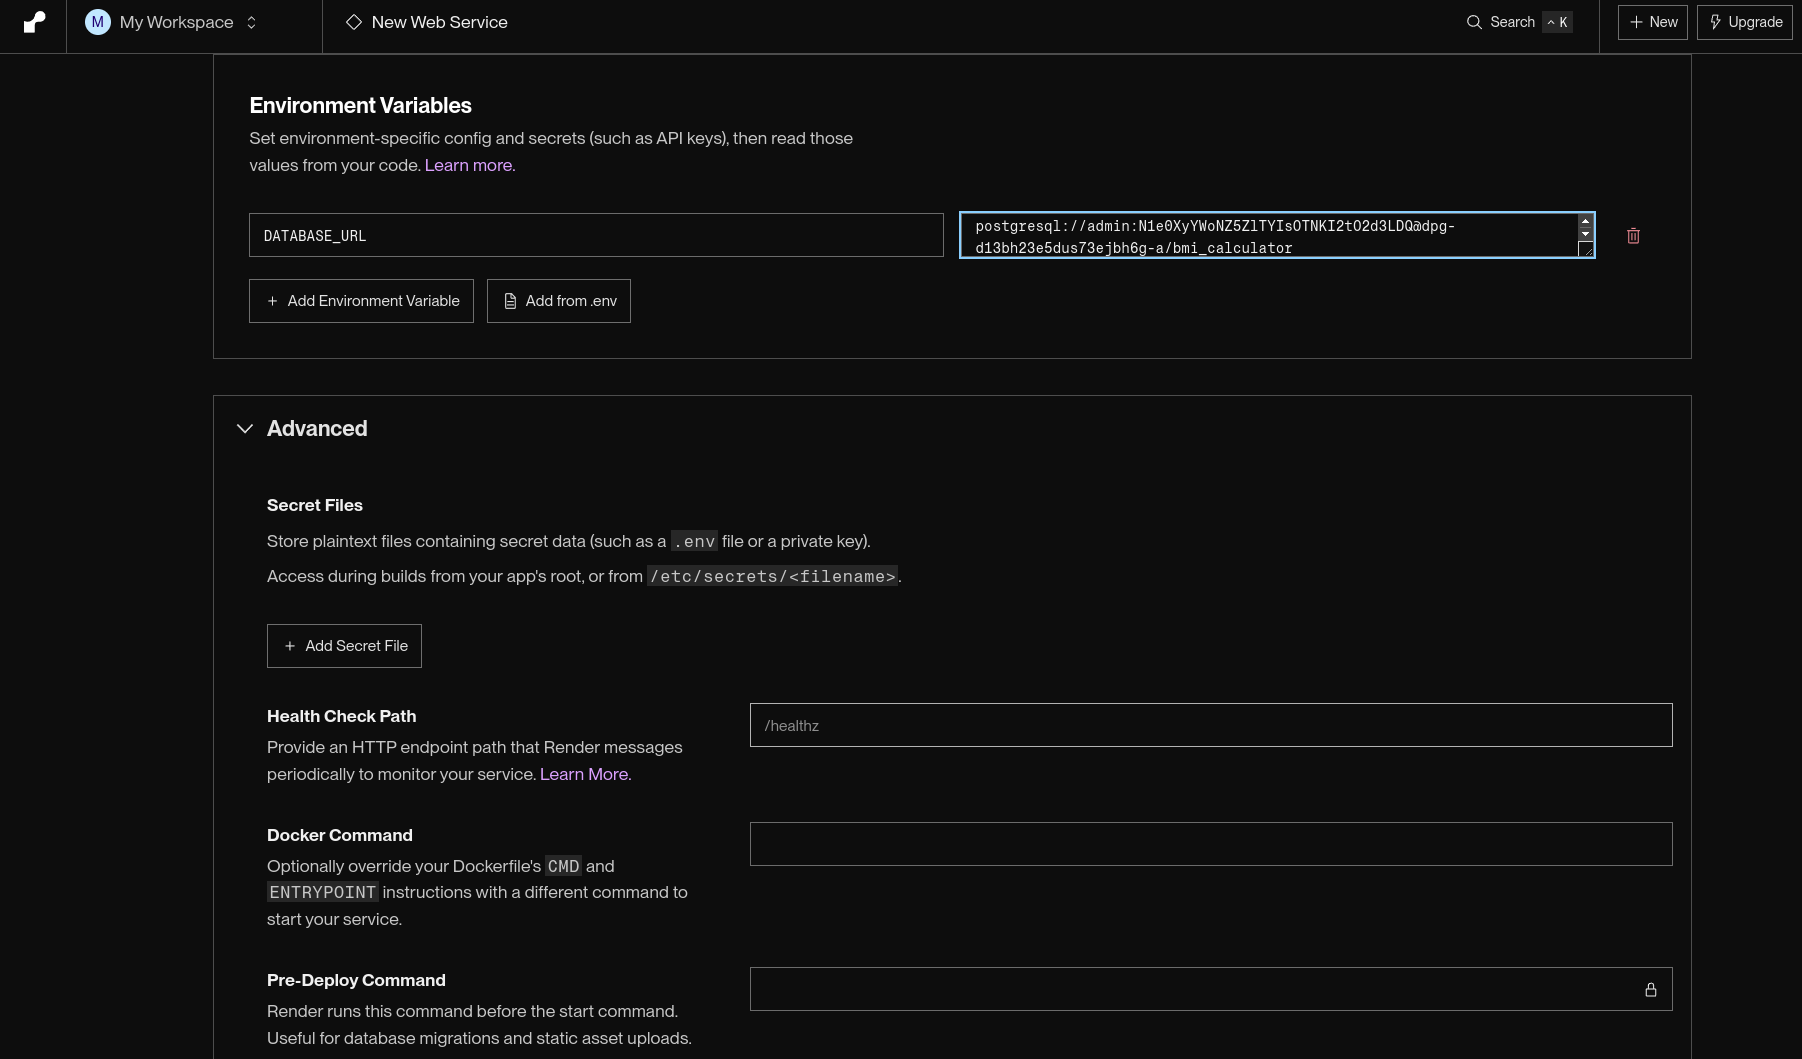 M My Workspace
New Web Service
Search ^ K
New
Upgrade
Environment Variables
Set environment-specific config and secrets (such as API keys), then read those
values from your code. Learn more.
DATABASE_URL
postgresql://admin:N1e0XyYWoNZ5ZlTYIsOTNKI2tO2d3LDQ@dpg-
d13bh23e5dus73ejbh6g-a/bmi_calculator
+ Add Environment Variable
Add from .env
Advanced
Secret Files
Store plaintext files containing secret data (such as a .env file or a private key).
Access during builds from your app's root, or from /etc/secrets/<filename>.
+ Add Secret File
Health Check Path
/healthz
Provide an HTTP endpoint path that Render messages
periodically to monitor your service. Learn More.
Docker Command
Optionally override your Dockerfile's CMD and
ENTRYPOINT instructions with a different command to
start your service.
Pre-Deploy Command
Render runs this command before the start command.
Useful for database migrations and static asset uploads.